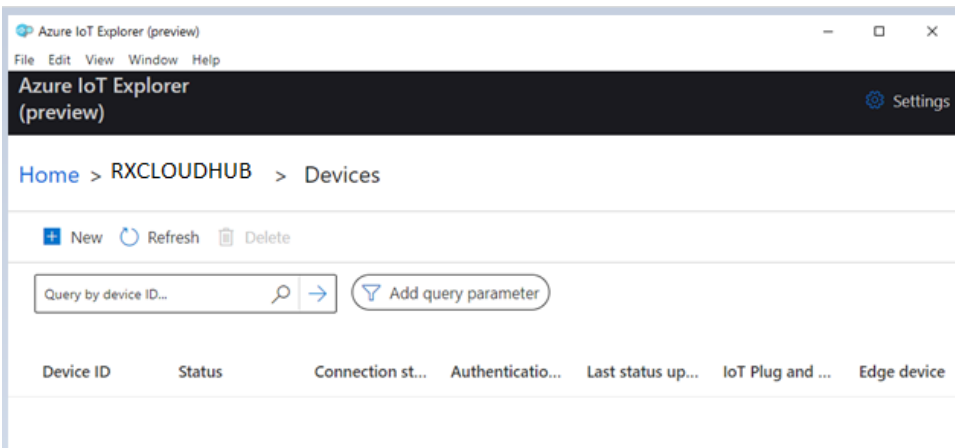 Azure IoT Explorer (preview)
File Edit View Window Help
Azure IoT Explorer
(preview)
Settings
Home > RXCLOUDHUB > Devices
New Refresh Delete
Query by device ID... Add query parameter
Device ID Status Connection st... Authenticatio... Last status up... IoT Plug and ... Edge device